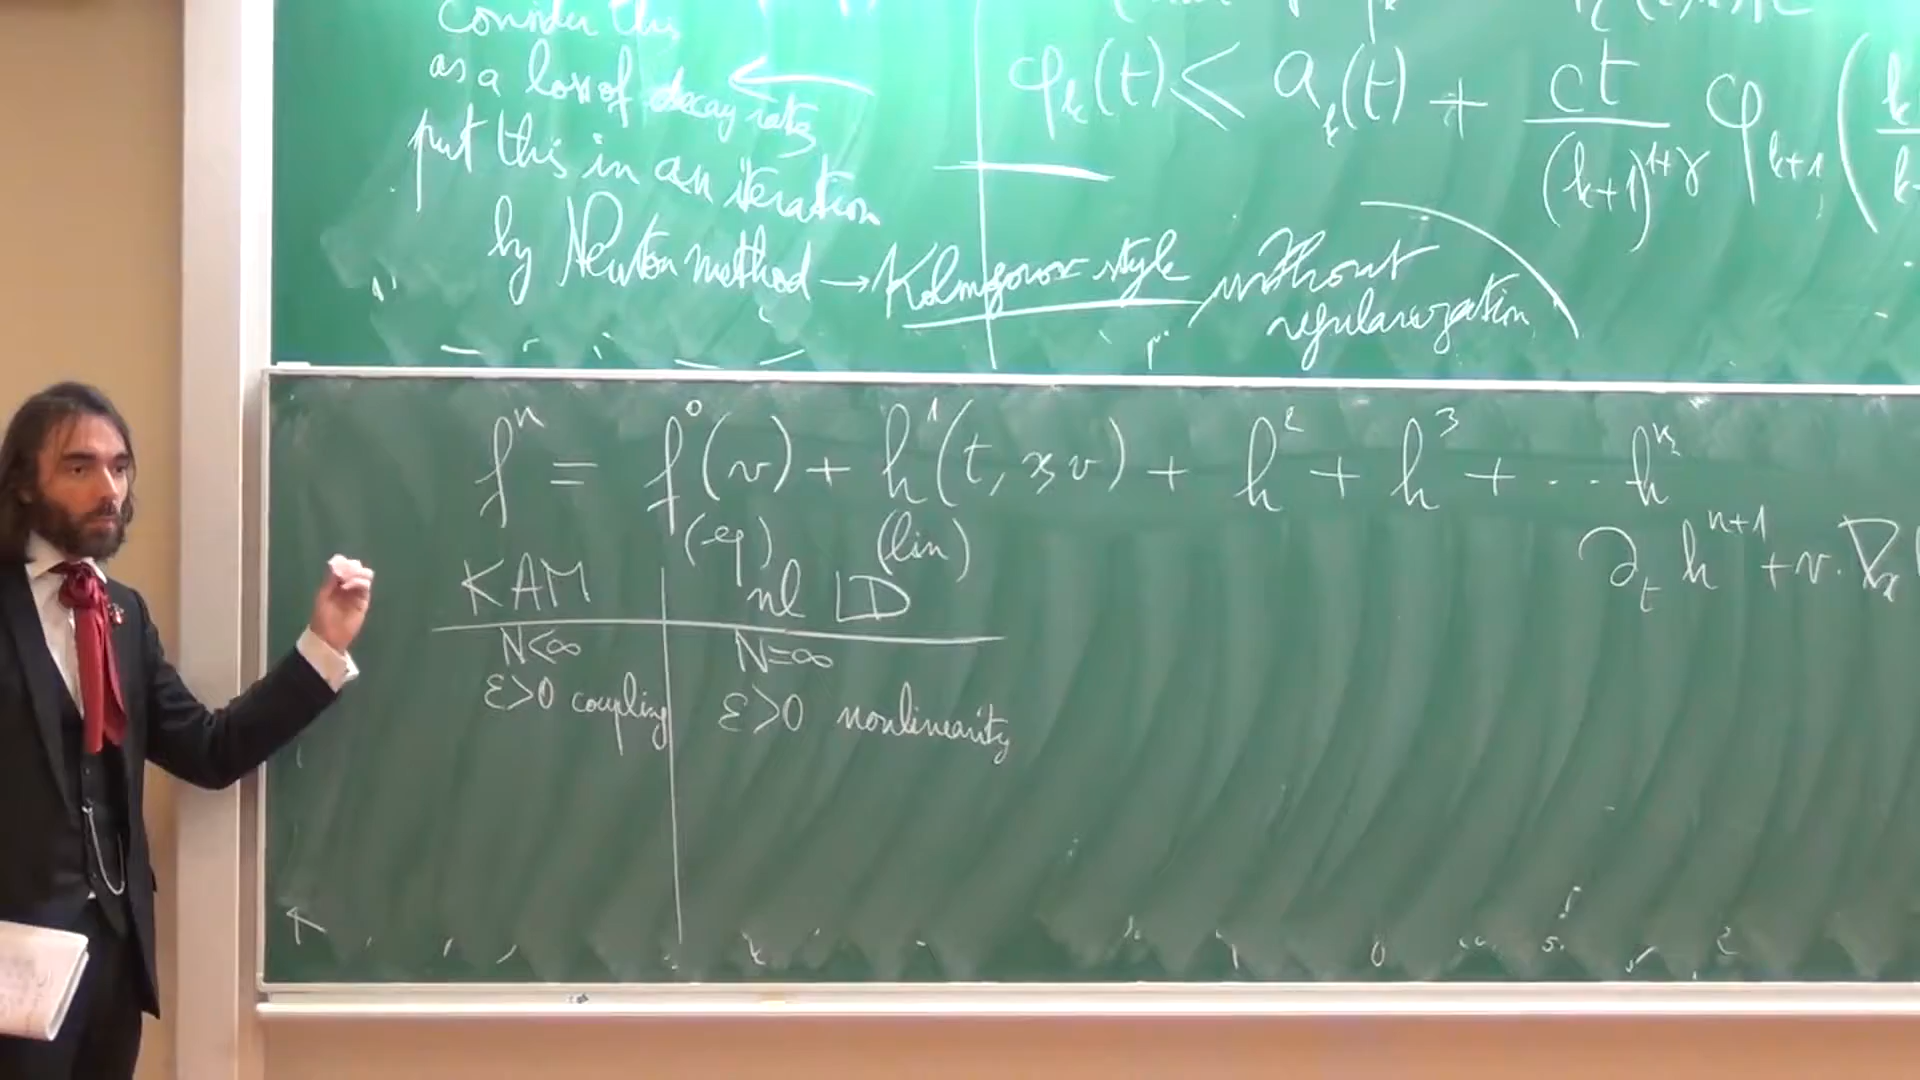 consider this
as a loss of decay rate
put this in an iteration
by Newton method → Kolmogorov style / without
regularization
φ_k(t) ≤ a_k(t) + ct/(k+1)^{1+γ} φ_{k+1}(k
f^n = f^0(v) + h^1(t,x,v) + h^2 + h^3 + ... h^n
(eq) (lin)
∂_t h^{n+1} + v·∇_x
KAM nl LD
N<∞ N=∞
ε>0 coupling ε>0 nonlinearity